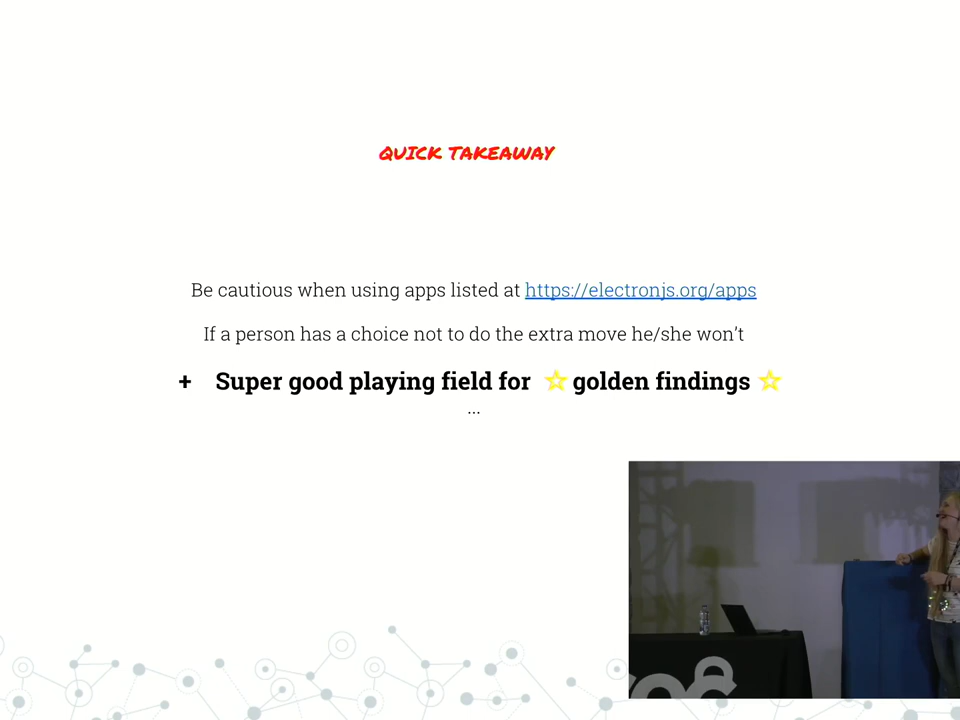 QUICK TAKEAWAY
Be cautious when using apps listed at https://electronjs.org/apps
If a person has a choice not to do the extra move he/she won’t
+ Super good playing field for ☆ golden findings ☆
...